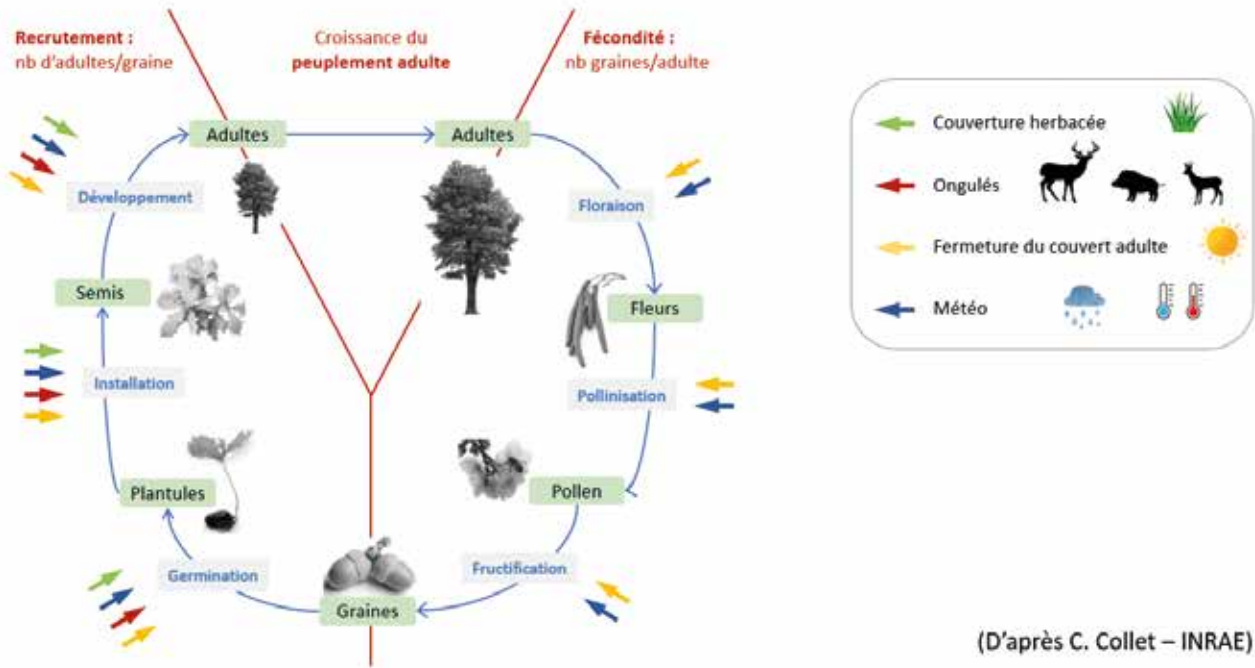 Recrutement :
nb d'adultes/graine
Croissance du
peuplement adulte
Fécondité :
nb graines/adulte
Adultes
Adultes
Développement
Floraison
Semis
Fleurs
Installation
Pollinisation
Plantules
Pollen
Germination
Fructification
Graines
Couverture herbacée
Ongulés
Fermeture du couvert adulte
Météo
(D'après C. Collet – INRAE)